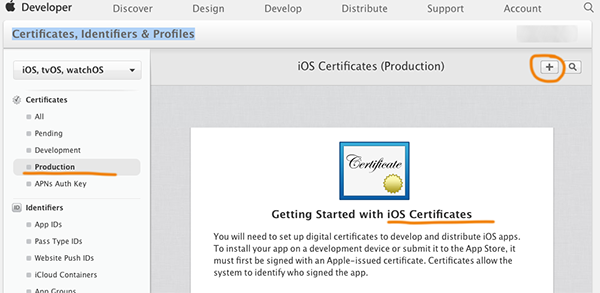 Developer Discover Design Develop Distribute Support Account
Certificates, Identifiers & Profiles
iOS, tvOS, watchOS
iOS Certificates (Production)
Certificates
All
Pending
Development
Production
APNs Auth Key
Identifiers
App IDs
Pass Type IDs
Website Push IDs
iCloud Containers
App Groups
Certificate
Getting Started with iOS Certificates
You will need to set up digital certificates to develop and distribute iOS apps.
To install your app on a development device or submit it to the App Store, it
must first be signed with an Apple-issued certificate. Certificates allow the
system to identify who signed the app.